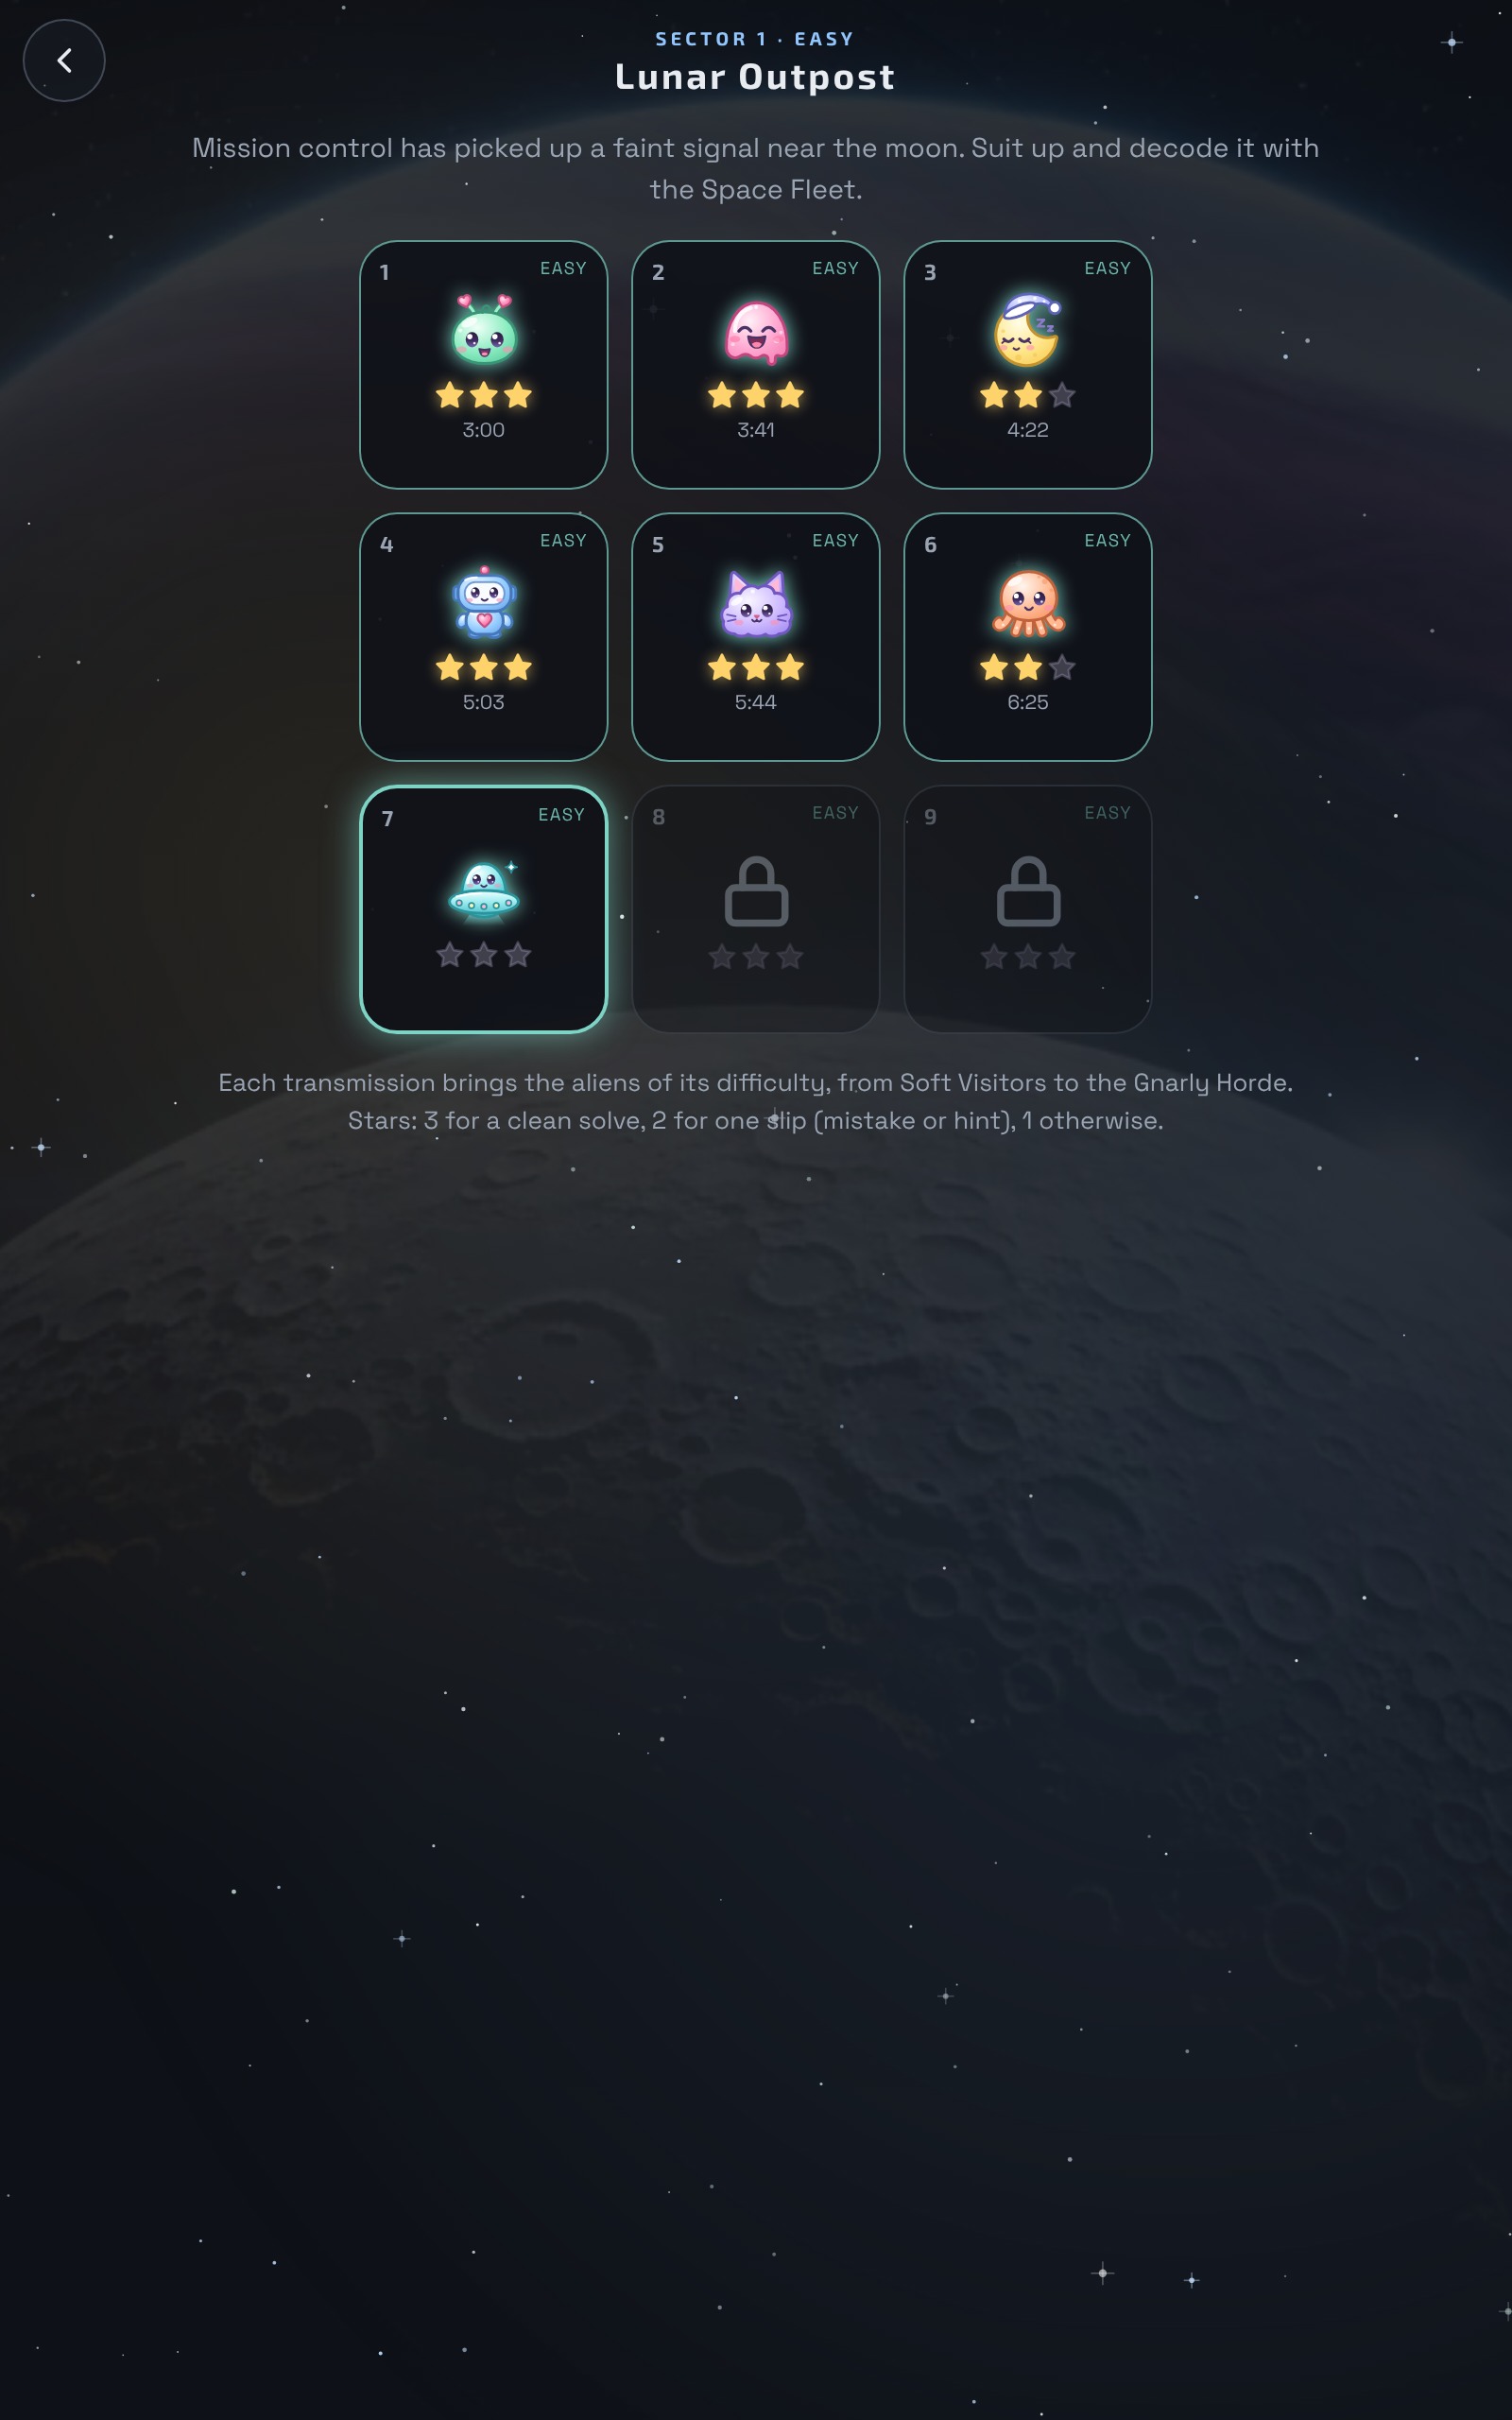 SECTOR 1 · EASY
Lunar Outpost
Mission control has picked up a faint signal near the moon. Suit up and decode it with
the Space Fleet.
1 EASY
2 EASY
3 EASY
z z
3:00
3:41
4:22
4 EASY
5 EASY
6 EASY
5:03
5:44
6:25
7 EASY
8 EASY
9 EASY
Each transmission brings the aliens of its difficulty, from Soft Visitors to the Gnarly Horde.
Stars: 3 for a clean solve, 2 for one slip (mistake or hint), 1 otherwise.